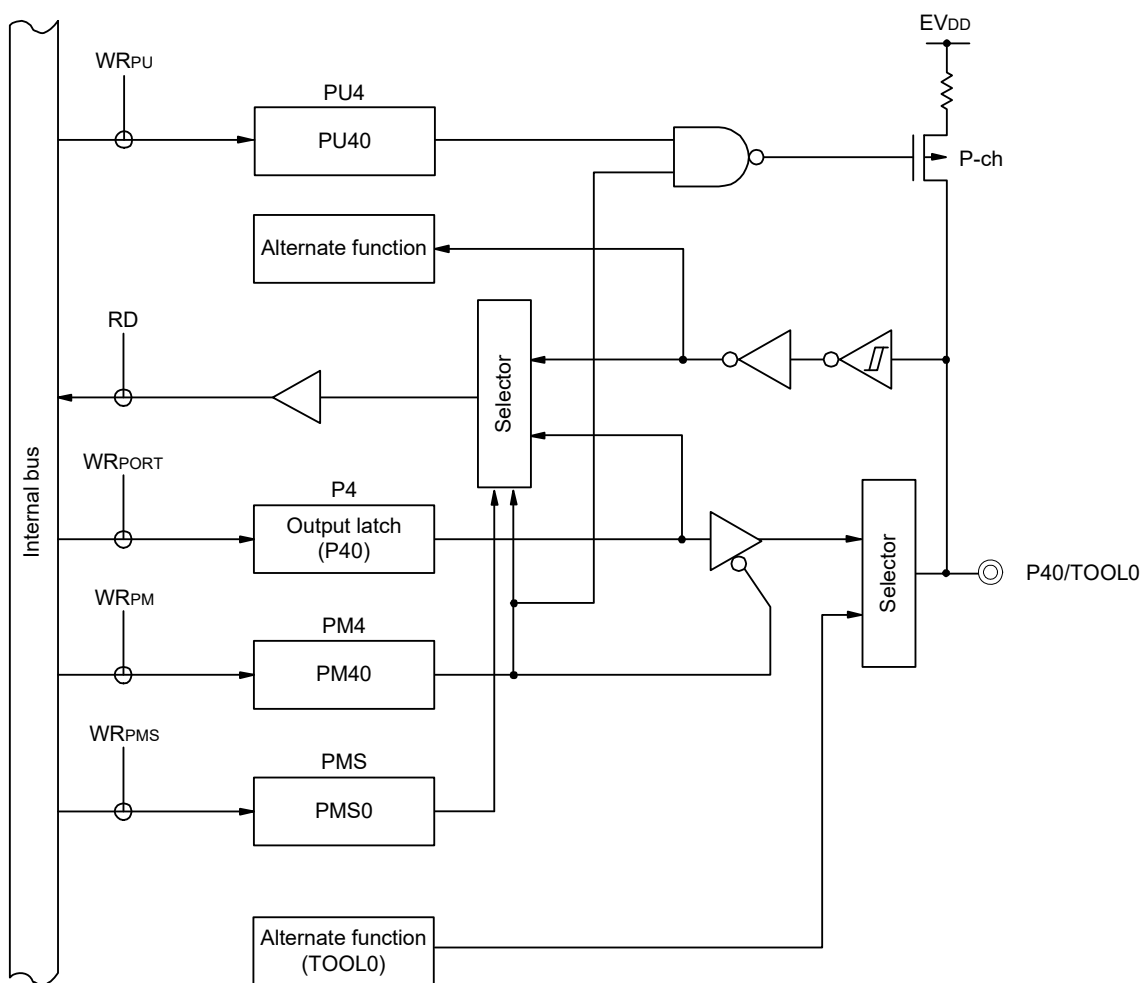 EVDD
WRPU
PU4
PU40
P-ch
Alternate function
RD
Selector
Internal bus
WRPORT
P4
Output latch
(P40)
Selector
P40/TOOL0
WRPM
PM4
PM40
WRPMS
PMS
PMS0
Alternate function
(TOOL0)